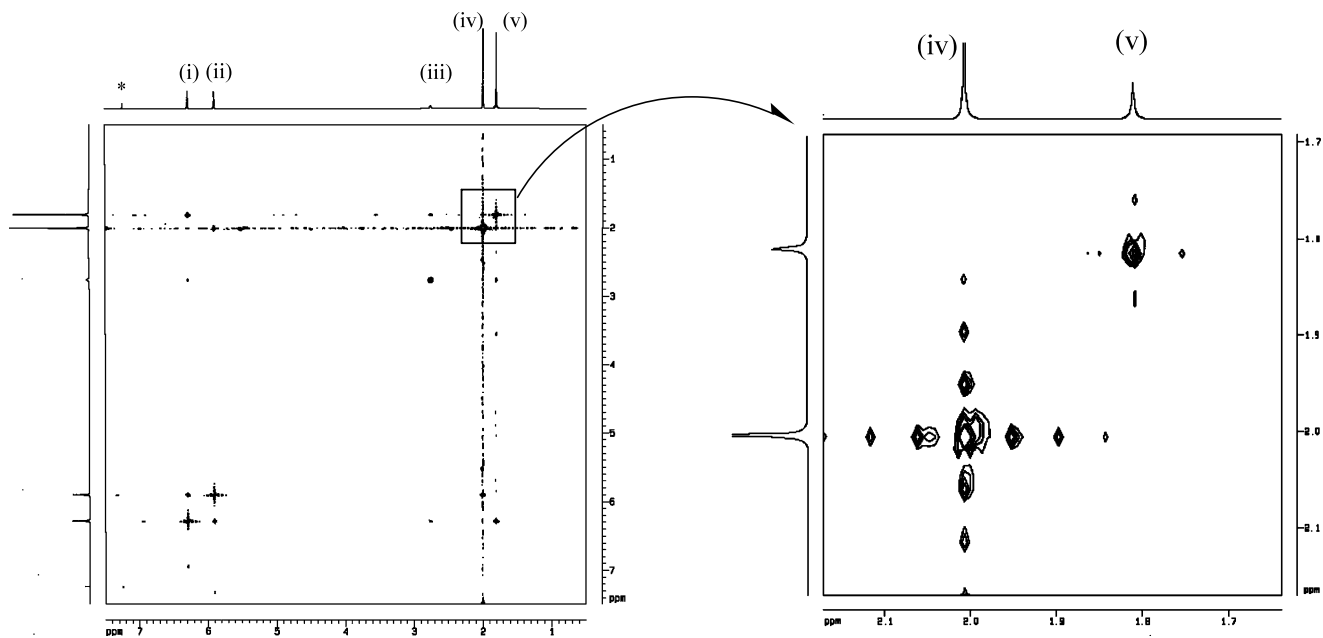 (iv) (v)
(i) (ii) (iii)
*
1
2
3
4
5
6
7
ppm
ppm 7 6 5 4 3 2 1
(iv) (v)
1.7
1.8
1.9
2.0
2.1
ppm
2.1 2.0 1.9 1.8 1.7 ppm